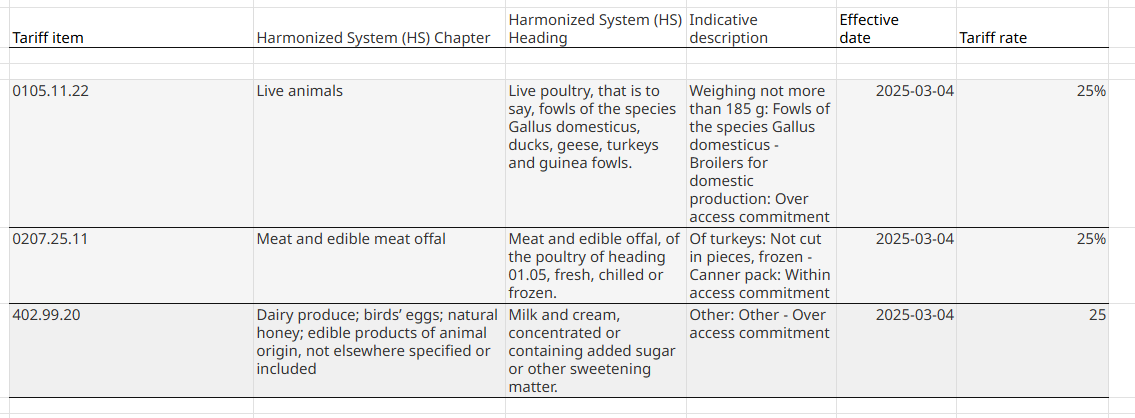 Tariff item
Harmonized System (HS) Chapter
Harmonized System (HS)
Heading
Indicative
description
Effective
date
Tariff rate
0105.11.22
Live animals
Live poultry, that is to
say, fowls of the species
Gallus domesticus,
ducks, geese, turkeys
and guinea fowls.
Weighing not more
than 185 g: Fowls of
the species Gallus
domesticus -
Broilers for
domestic
production: Over
access commitment
2025-03-04
25%
0207.25.11
Meat and edible meat offal
Meat and edible offal, of
the poultry of heading
01.05, fresh, chilled or
frozen.
Of turkeys: Not cut
in pieces, frozen -
Canner pack: Within
access commitment
2025-03-04
25%
402.99.20
Dairy produce; birds’ eggs; natural
honey; edible products of animal
origin, not elsewhere specified or
included
Milk and cream,
concentrated or
containing added sugar
or other sweetening
matter.
Other: Other - Over
access commitment
2025-03-04
25